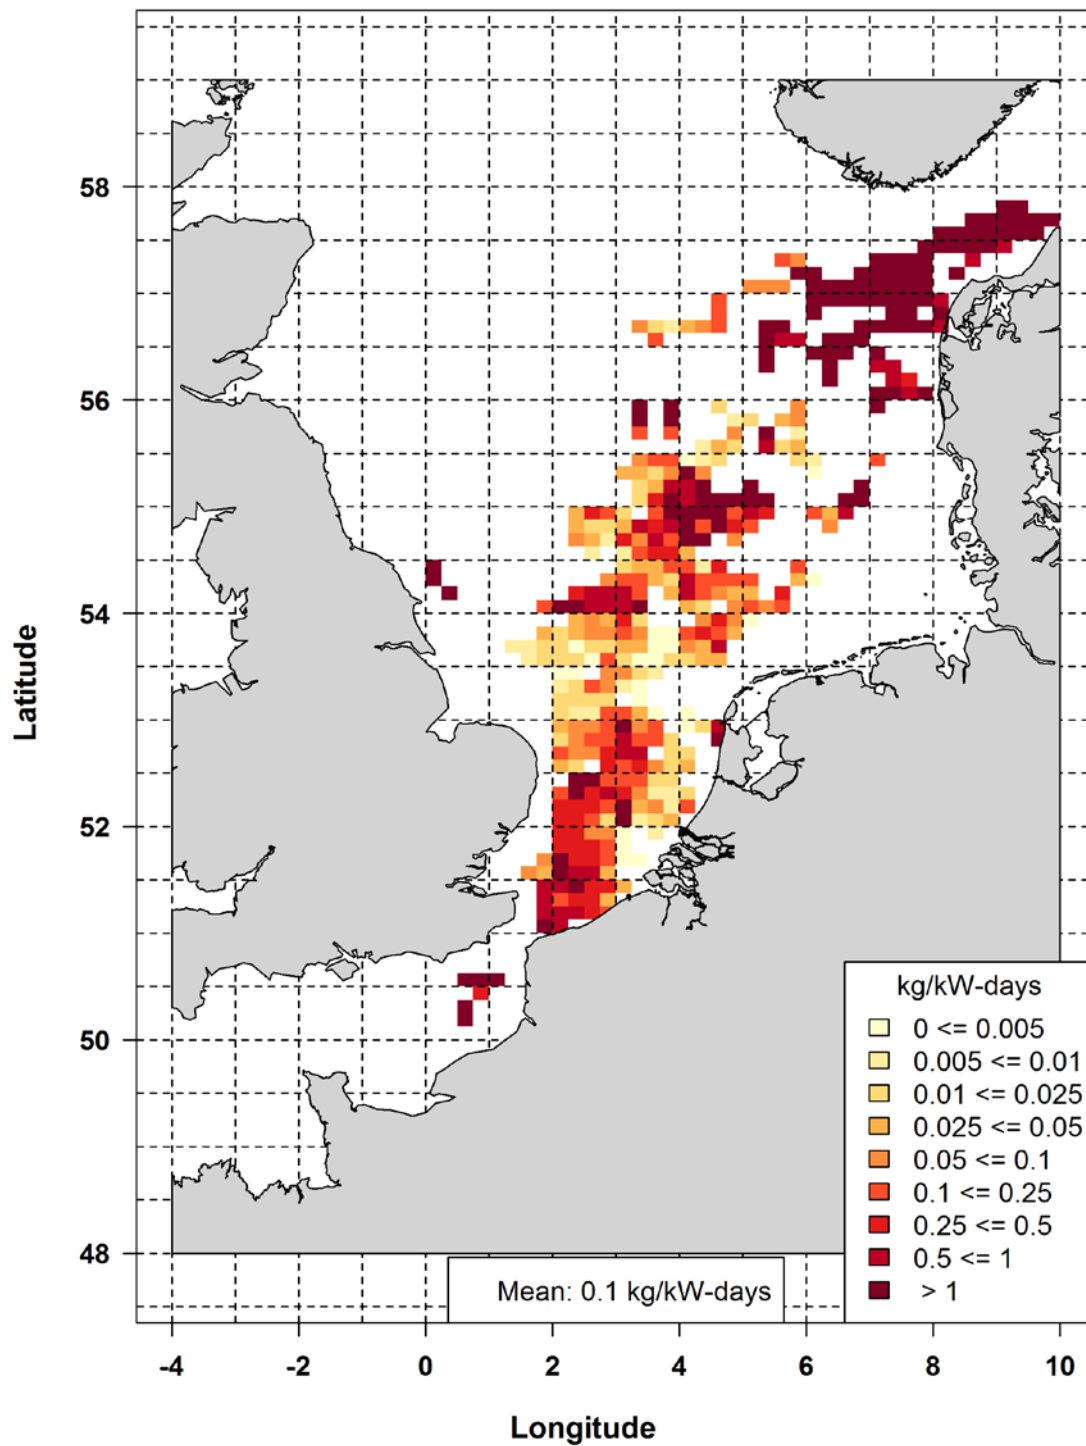 58
56
54
52
50
48
Latitude
kg/kW-days
0 <= 0.005
0.005 <= 0.01
0.01 <= 0.025
0.025 <= 0.05
0.05 <= 0.1
0.1 <= 0.25
0.25 <= 0.5
0.5 <= 1
> 1
Mean: 0.1 kg/kW-days
-4 -2 0 2 4 6 8 10
Longitude